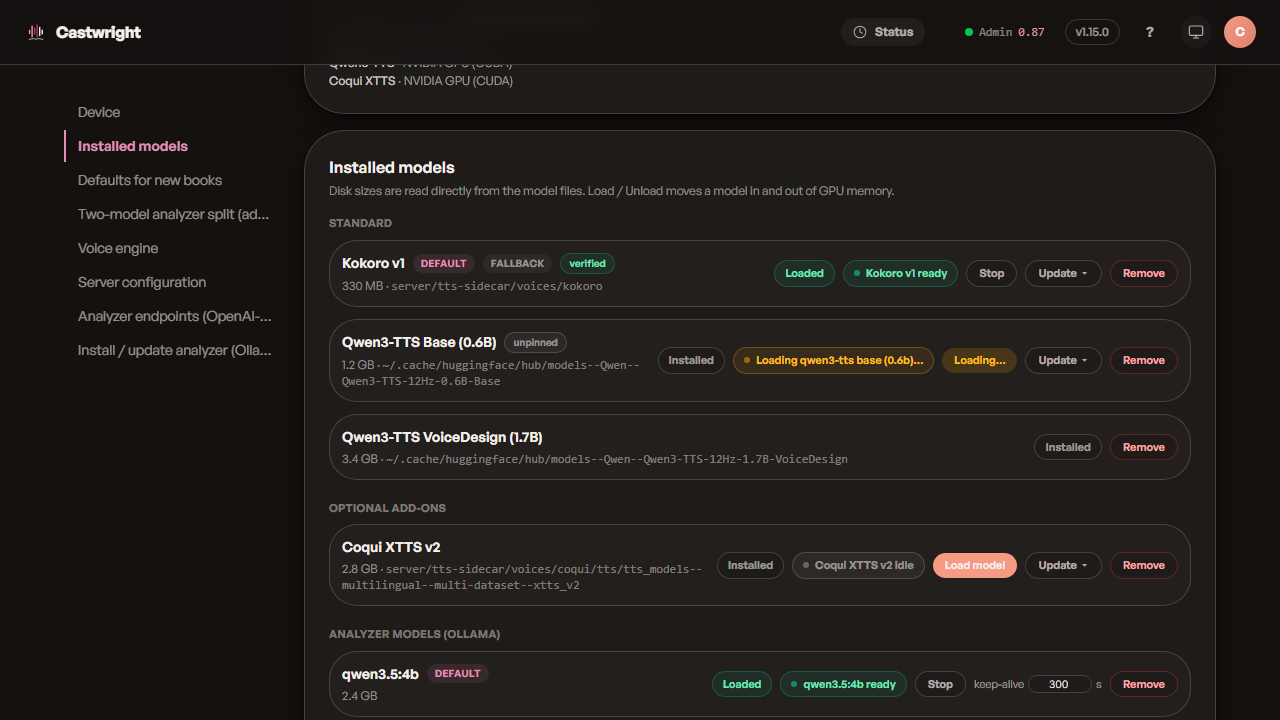 Castwright
Status
Admin 0.87
v1.15.0
?
C
Coqui XTTS · NVIDIA GPU (CUDA)
Device
Installed models
Defaults for new books
Two-model analyzer split (ad...
Voice engine
Server configuration
Analyzer endpoints (OpenAI-...
Install / update analyzer (Olla...
Installed models
Disk sizes are read directly from the model files. Load / Unload moves a model in and out of GPU memory.
STANDARD
Kokoro v1 DEFAULT FALLBACK verified
330 MB · server/tts-sidecar/voices/kokoro
Loaded Kokoro v1 ready Stop Update Remove
Qwen3-TTS Base (0.6B) unpinned
1.2 GB · ~/.cache/huggingface/hub/models--Qwen--
Qwen3-TTS-12Hz-0.6B-Base
Installed Loading qwen3-tts base (0.6b)... Loading... Update Remove
Qwen3-TTS VoiceDesign (1.7B)
3.4 GB · ~/.cache/huggingface/hub/models--Qwen--Qwen3-TTS-12Hz-1.7B-VoiceDesign
Installed Remove
OPTIONAL ADD-ONS
Coqui XTTS v2
2.8 GB · server/tts-sidecar/voices/coqui/tts/tts_models--
multilingual--multi-dataset--xtts_v2
Installed Coqui XTTS v2 idle Load model Update Remove
ANALYZER MODELS (OLLAMA)
qwen3.5:4b DEFAULT
2.4 GB
Loaded qwen3.5:4b ready Stop keep-alive 300 s Remove